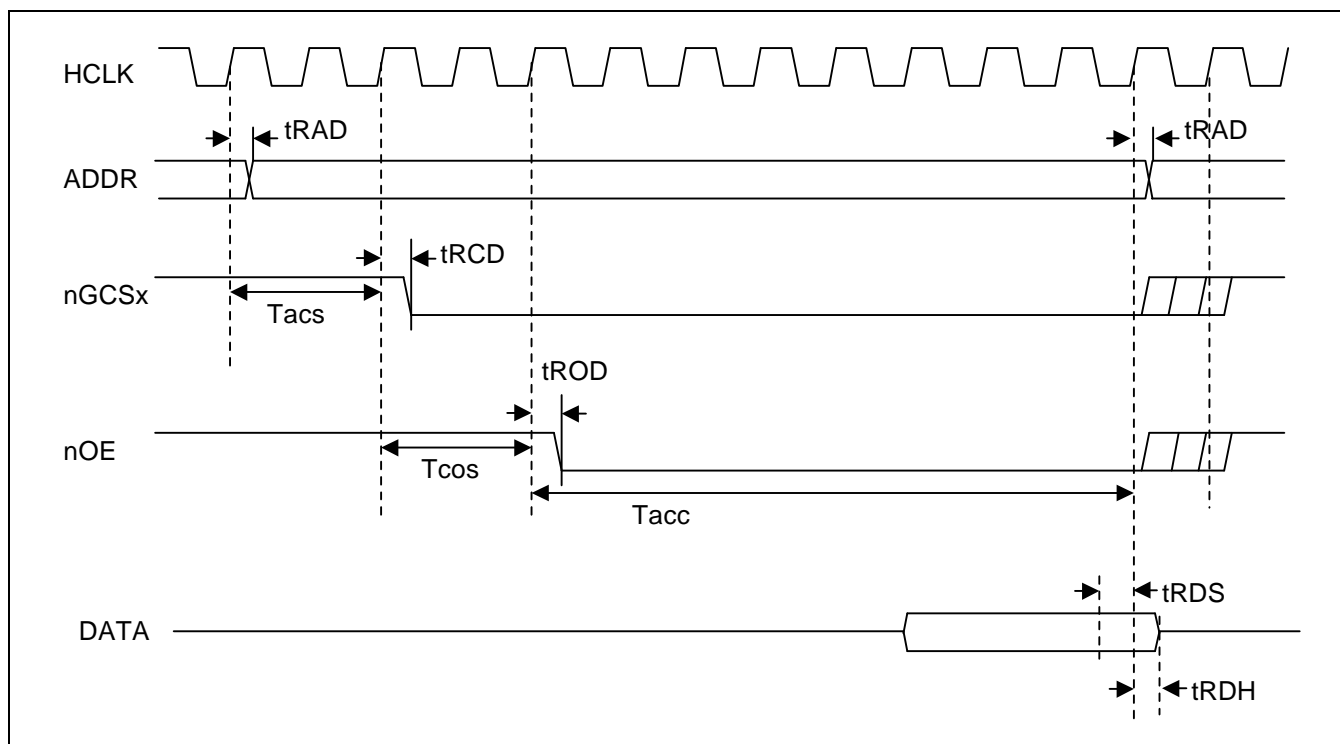 HCLK
tRAD
tRAD
ADDR
tRCD
nGCSx
Tacs
tROD
nOE
Tcos
Tacc
tRDS
DATA
tRDH